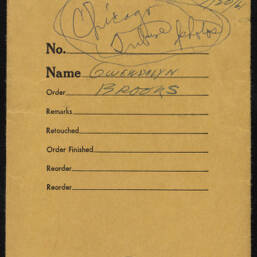 Chicago
Tribune photos
No.
Name GWENDOLYN
Order BROOKS
Remarks
Retouched
Order Finished
Reorder
Reorder